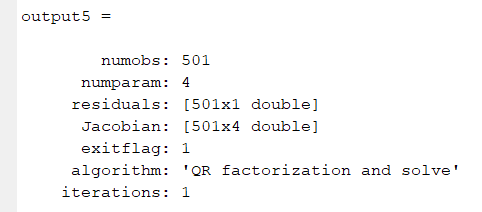 output5 =
numobs: 501
numparam: 4
residuals: [501x1 double]
Jacobian: [501x4 double]
exitflag: 1
algorithm: 'QR factorization and solve'
iterations: 1